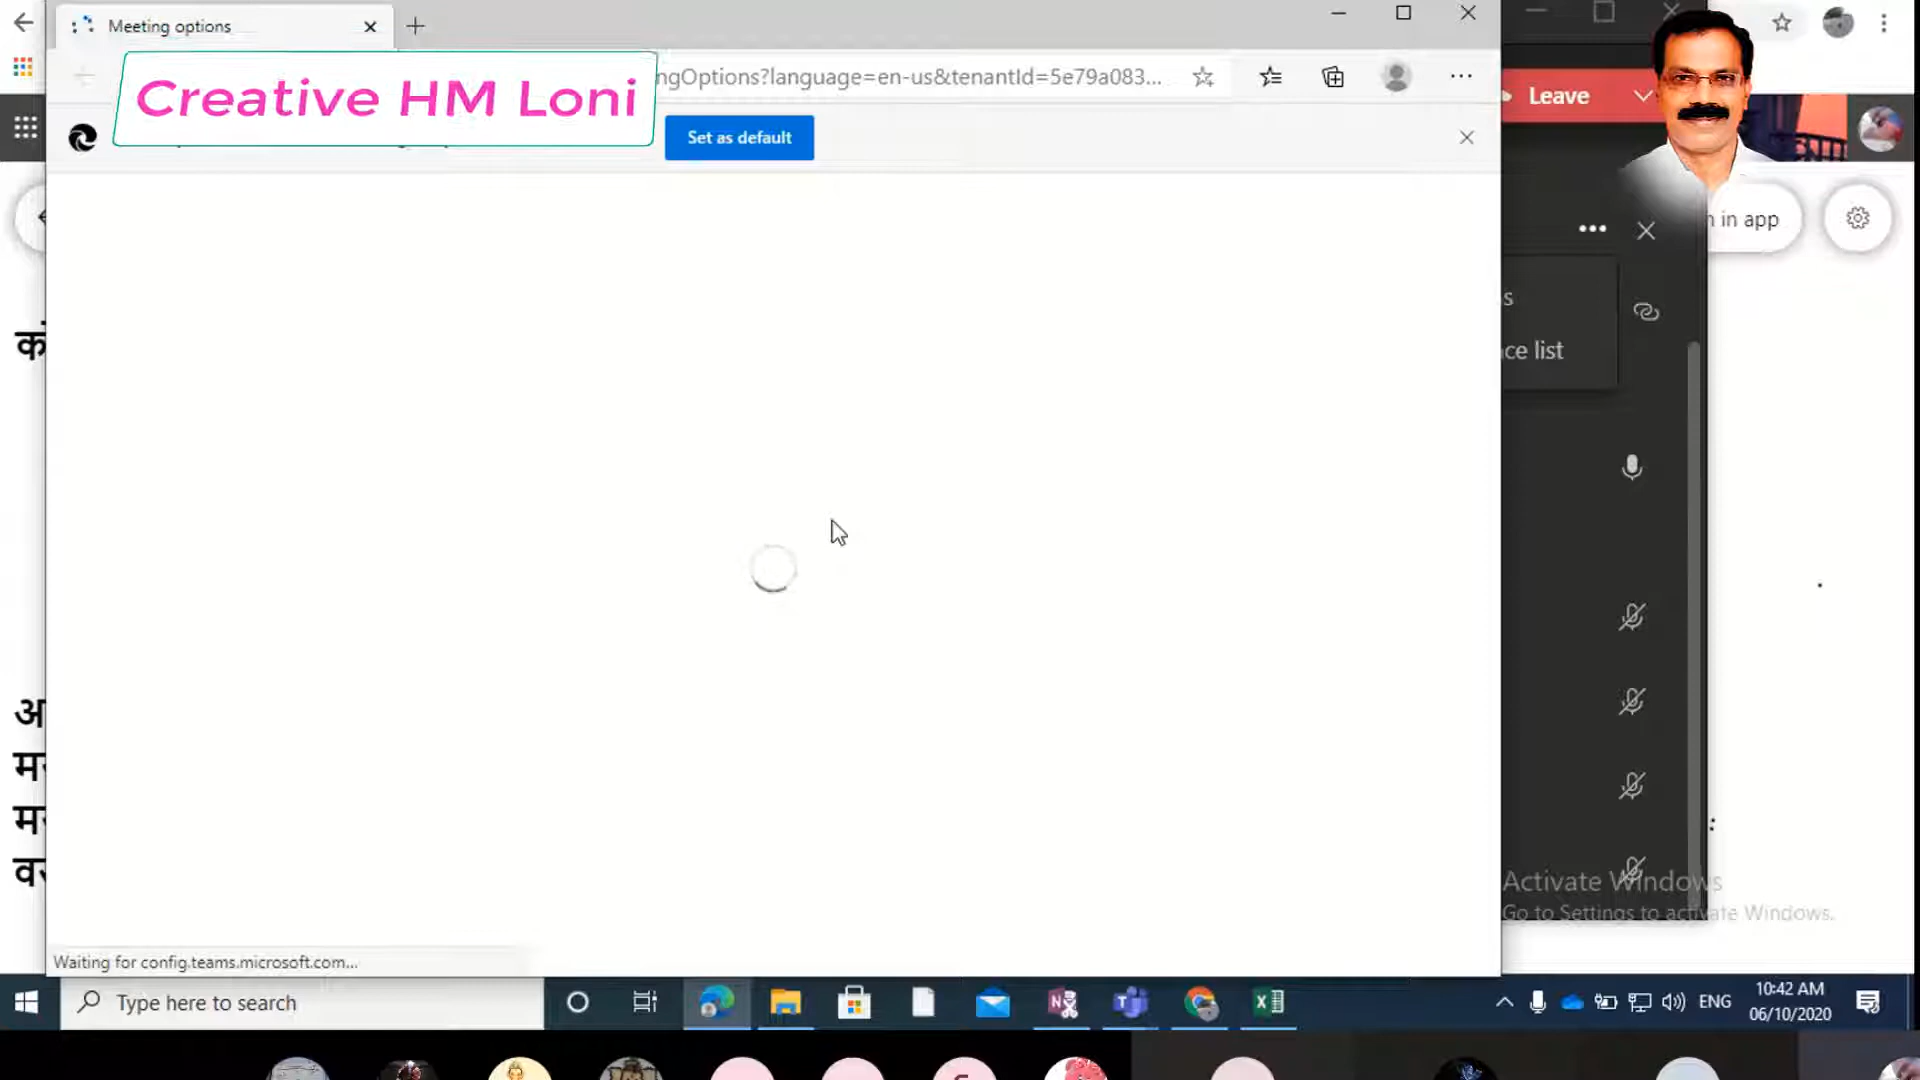 Meeting options
Creative HM Loni
ngOptions?language=en-us&tenantId=5e79a083...
Leave
Set as default
n in app
s
ce list
Activate Windows
Go to Settings to activate Windows.
Waiting for config.teams.microsoft.com...
Type here to search
ENG
10:42 AM
06/10/2020